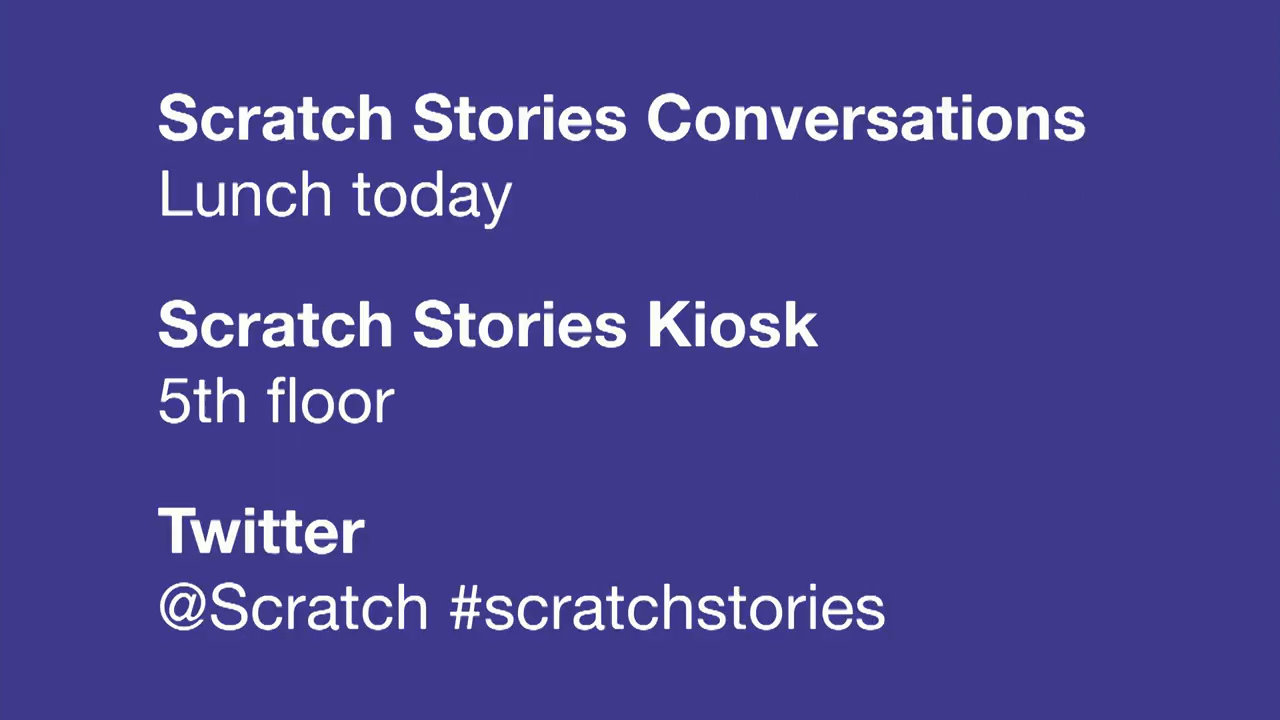 Scratch Stories Conversations
Lunch today
Scratch Stories Kiosk
5th floor
Twitter
@Scratch #scratchstories